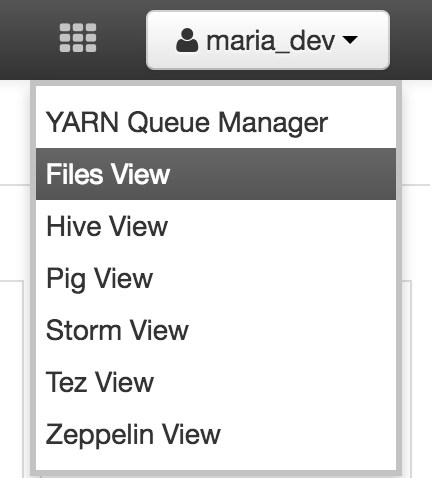 maria_dev
YARN Queue Manager
Files View
Hive View
Pig View
Storm View
Tez View
Zeppelin View